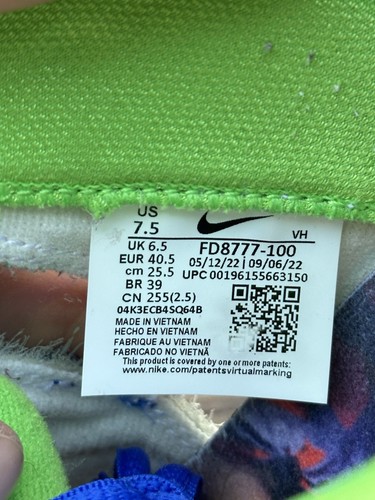 US
7.5
VH
UK 6.5
FD8777-100
EUR 40.5
05/12/22 | 09/06/22
cm 25.5
UPC 00196155663150
BR 39
CN 255(2.5)
04K3ECB4SQ64B
MADE IN VIETNAM
HECHO EN VIETNAM
FABRIQUE AU VIETNAM
FABRICADO NO VIETNÃ
This product is covered by one or more patents:
www.nike.com/patentsvirtualmarking